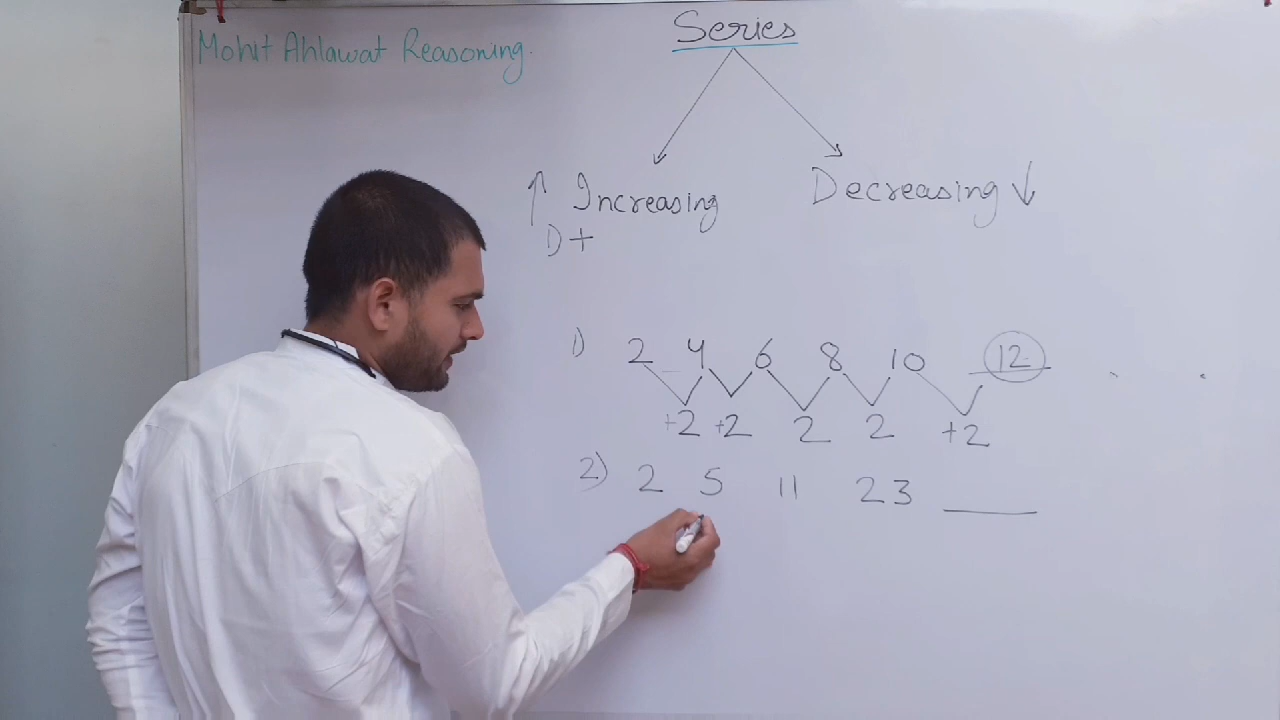 Mohit Ahlawat Reasoning.
Series
↑ Increasing
Decreasing ↓
1) +
1) 2 4 6 8 10 12
+2 +2 2 2 +2
2) 2 5 11 23 ____